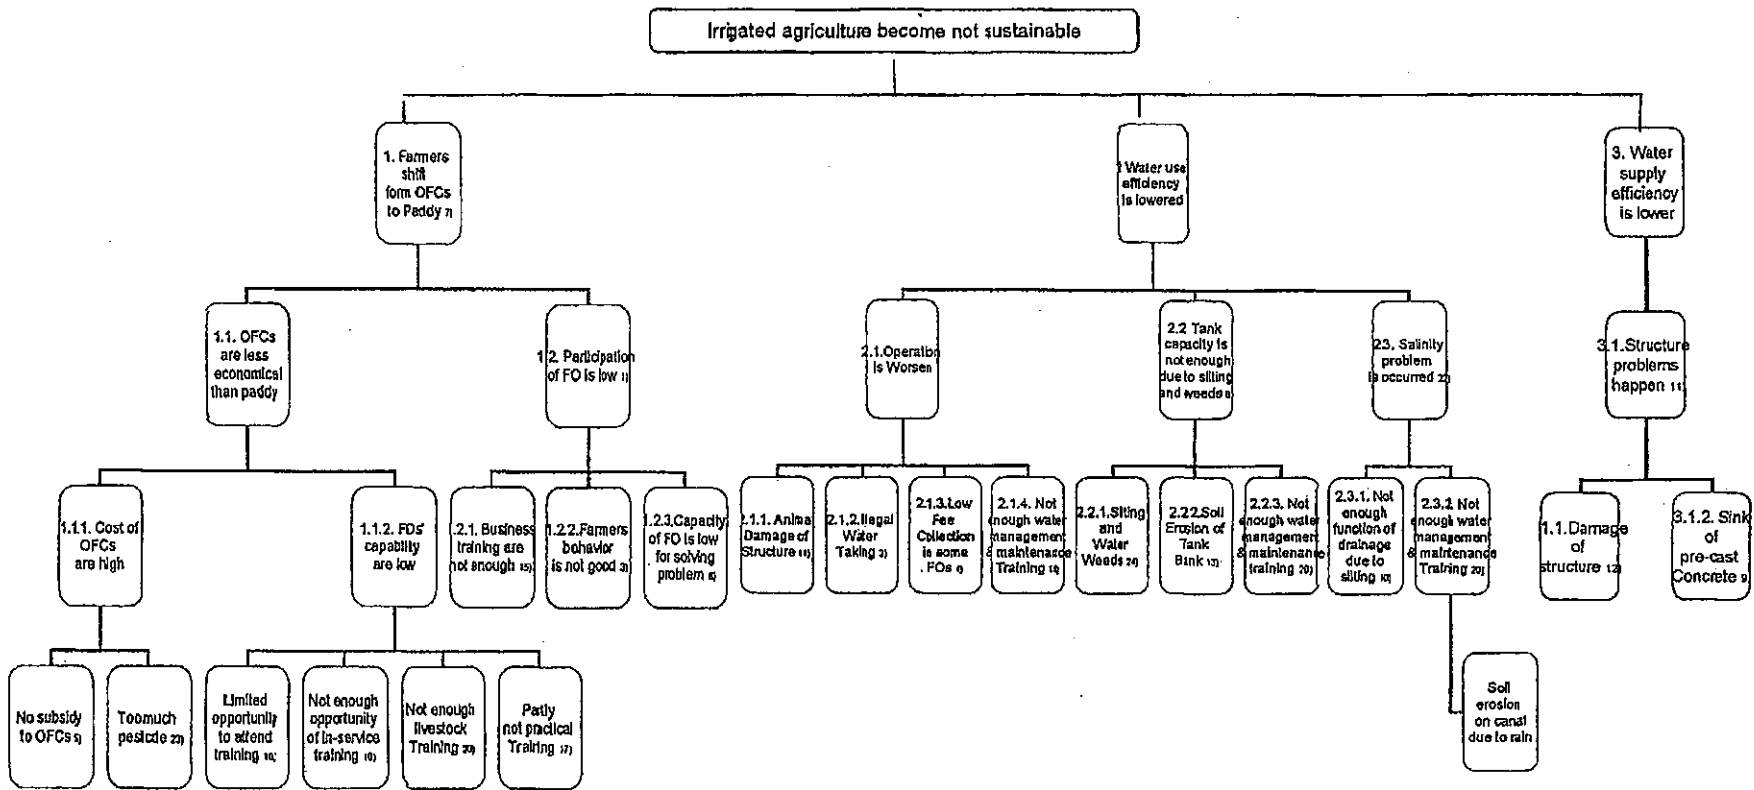 Irrigated agriculture become not sustainable
1. Farmers
shift
form OFCs
to Paddy 7)
Water use
efficiency
is lowered
3. Water
supply
efficiency
is lower
1.1. OFCs
are less
economical
than paddy
1.2. Participation
of FO is low 1)
2.1.Operation
is Worsen
2.2 Tank
capacity is
not enough
due to silting
and weeds
2.3. Salinity
problem
is occurred
3.1.Structure
problems
happen 11)
1.1.1. Cost of
OFCs
are high
1.1.2. FOs'
capability
are low
.2.1. Business
training are
not enough 15)
1.2.2.Farmers
behavior
is not good 3)
1.2.3.Capacity
of FO is low
for solving
problem
2.1.1. Anima
Damage of
Structure
2.1.2.Ilegal
Water
Taking
2.1.3.Low
Fee
Collection
is some
. FOs
2.1.4. Not
enough water
management
& maintenance
Training
2.2.1.Silting
and
Water
Weeds
2.2.2.Soil
Erosion of
Tank
Bank
2.2.3. Not
enough water
management
& maintenance
training 20)
2.3.1. Not
enough
function of
drainage
due to
silting
2.3.2 Not
enough water
management
& maintenance
Training 20)
1.1.Damage
of
structure 12)
3.1.2. Sink
of
pre-cast
Concrete 9
No subsidy
to OFCs
Toomuch
pesicide
Limited
opportunity
to attend
training
Not enough
opportunity
of in-service
training
Not enough
livestock
Training
Partly
not practical
Training 17)
Soil
erosion
on canal
due to rain